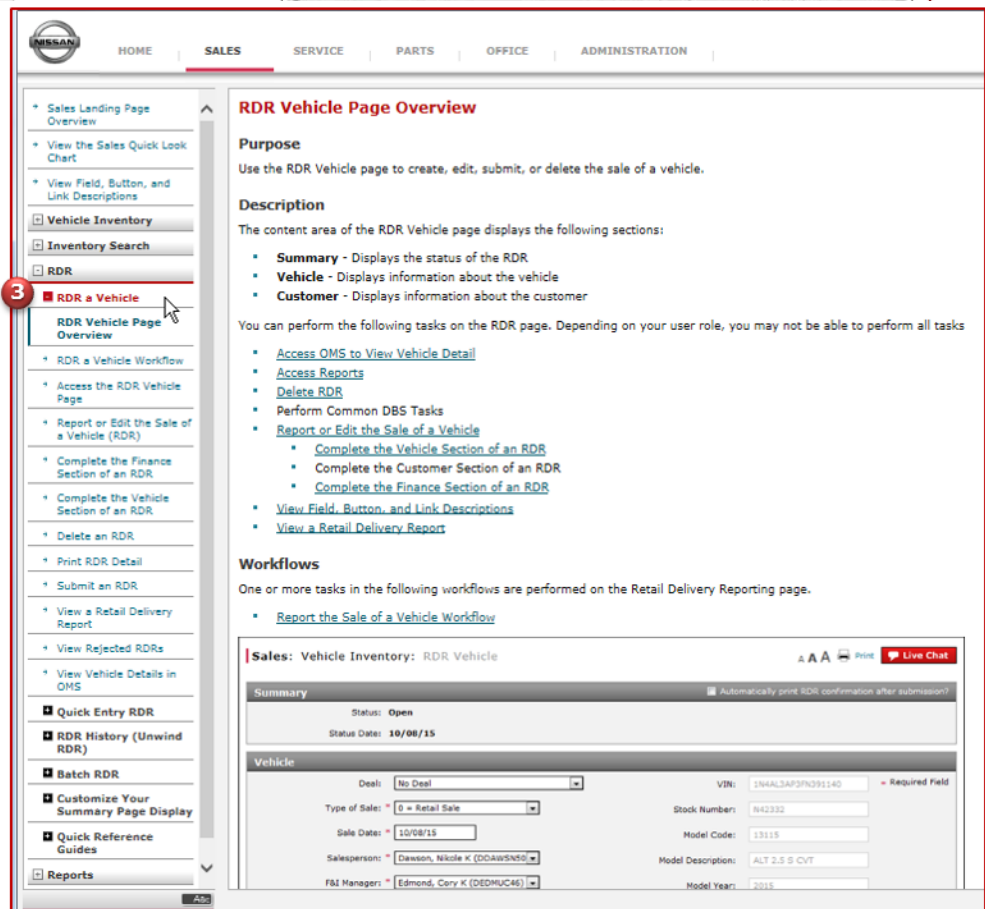 NISSAN
HOME SALES SERVICE PARTS OFFICE ADMINISTRATION
Sales Landing Page
Overview
View the Sales Quick Look
Chart
View Field, Button, and
Link Descriptions
Vehicle Inventory
Inventory Search
RDR
3
RDR a Vehicle
RDR Vehicle Page
Overview
RDR a Vehicle Workflow
Access the RDR Vehicle
Page
Report or Edit the Sale of
a Vehicle (RDR)
Complete the Finance
Section of an RDR
Complete the Vehicle
Section of an RDR
Delete an RDR
Print RDR Detail
Submit an RDR
View a Retail Delivery
Report
View Rejected RDRs
View Vehicle Details in
OMS
Quick Entry RDR
RDR History (Unwind
RDR)
Batch RDR
Customize Your
Summary Page Display
Quick Reference
Guides
Reports
Abc
RDR Vehicle Page Overview
Purpose
Use the RDR Vehicle page to create, edit, submit, or delete the sale of a vehicle.
Description
The content area of the RDR Vehicle page displays the following sections:
Summary - Displays the status of the RDR
Vehicle - Displays information about the vehicle
Customer - Displays information about the customer
You can perform the following tasks on the RDR page. Depending on your user role, you may not be able to perform all tasks
Access OMS to View Vehicle Detail
Access Reports
Delete RDR
Perform Common DBS Tasks
Report or Edit the Sale of a Vehicle
Complete the Vehicle Section of an RDR
Complete the Customer Section of an RDR
Complete the Finance Section of an RDR
View Field, Button, and Link Descriptions
View a Retail Delivery Report
Workflows
One or more tasks in the following workflows are performed on the Retail Delivery Reporting page.
Report the Sale of a Vehicle Workflow
Sales: Vehicle Inventory: RDR Vehicle A A A Print Live Chat
Summary Automatically print RDR confirmation after submission?
Status: Open
Status Date: 10/08/15
Vehicle
Deal: No Deal VIN: 1N4AL3AP3FN391140 = Required Field
Type of Sale: * 0 = Retail Sale Stock Number: N42332
Sale Date: * 10/08/15 Model Code: 13115
Salesperson: * Dawson, Nikole K (DDAWSN50 Model Description: ALT 2.5 S CVT
F&I Manager: * Edmond, Cory K (DEDMUC46) Model Year: 2015